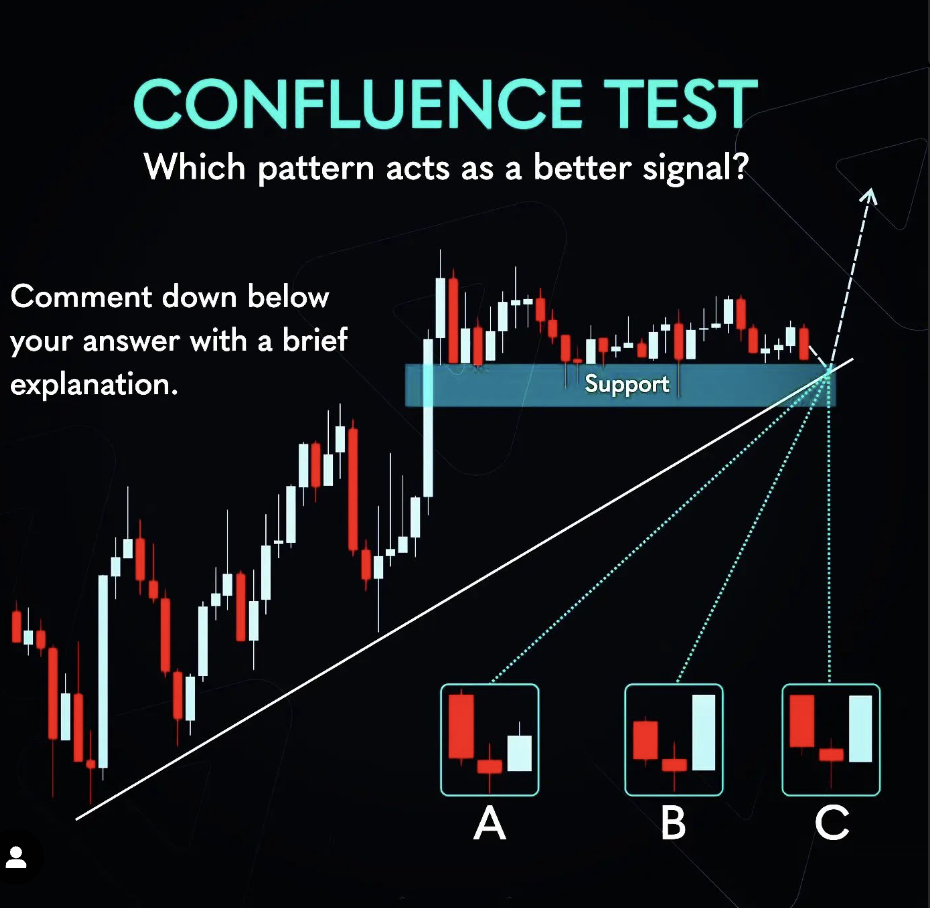 CONFLUENCE TEST
Which pattern acts as a better signal?
Comment down below
your answer with a brief
explanation.
Support
A
B
C